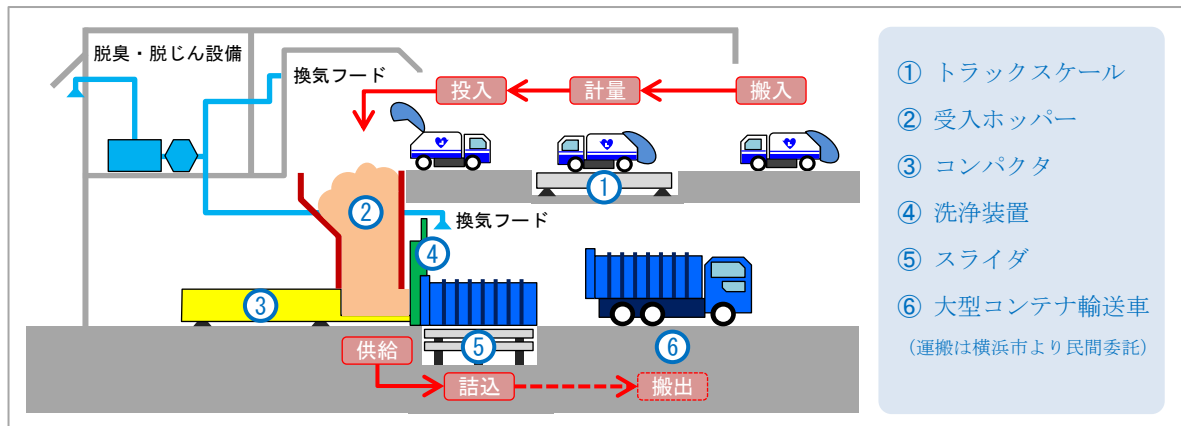 脱臭・脱じん設備
換気フード
投入
計量
搬入
①
②
換気フード
④
③
供給
⑤
⑥
詰込
搬出
① トラックスケール
② 受入ホッパー
③ コンパクタ
④ 洗浄装置
⑤ スライダ
⑥ 大型コンテナ輸送車
（運搬は横浜市より民間委託）